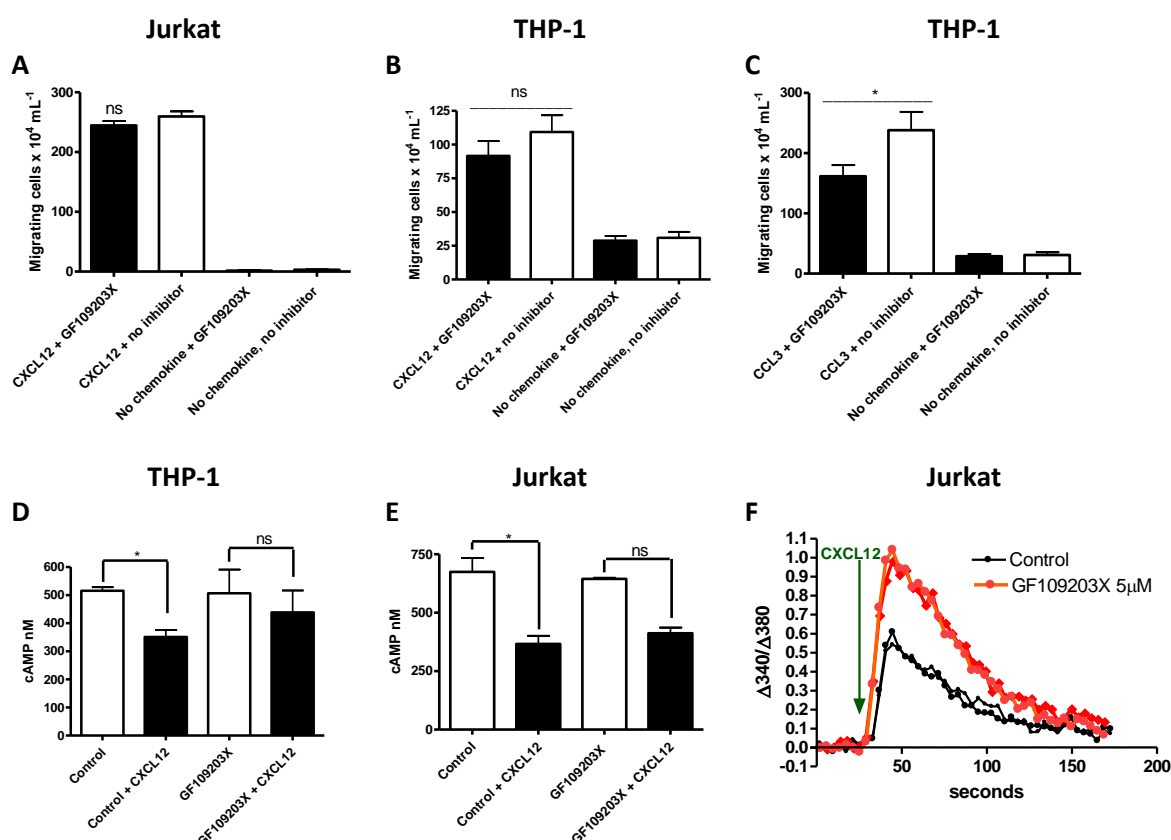 Jurkat
A
Migrating cells x 10⁴ mL⁻¹
300
200
100
0
ns
CXCL12 + GF109203X
CXCL12 + no inhibitor
No chemokine + GF109203X
No chemokine, no inhibitor
THP-1
B
Migrating cells x 10⁴ mL⁻¹
125
100
75
50
25
0
ns
CXCL12 + GF109203X
CXCL12 + no inhibitor
No chemokine + GF109203X
No chemokine, no inhibitor
THP-1
C
Migrating cells x 10⁴ mL⁻¹
300
200
100
0
*
CCL3 + GF109203X
CCL3 + no inhibitor
No chemokine + GF109203X
No chemokine, no inhibitor
THP-1
D
cAMP nM
600
500
400
300
200
100
0
*
ns
Control
Control + CXCL12
GF109203X
GF109203X + CXCL12
Jurkat
E
cAMP nM
750
500
250
0
*
ns
Control
Control + CXCL12
GF109203X
GF109203X + CXCL12
Jurkat
F
Δ340/Δ380
1.1
1.0
0.9
0.8
0.7
0.6
0.5
0.4
0.3
0.2
0.1
0.0
-0.1
CXCL12
Control
GF109203X 5μM
50
100
150
200
seconds